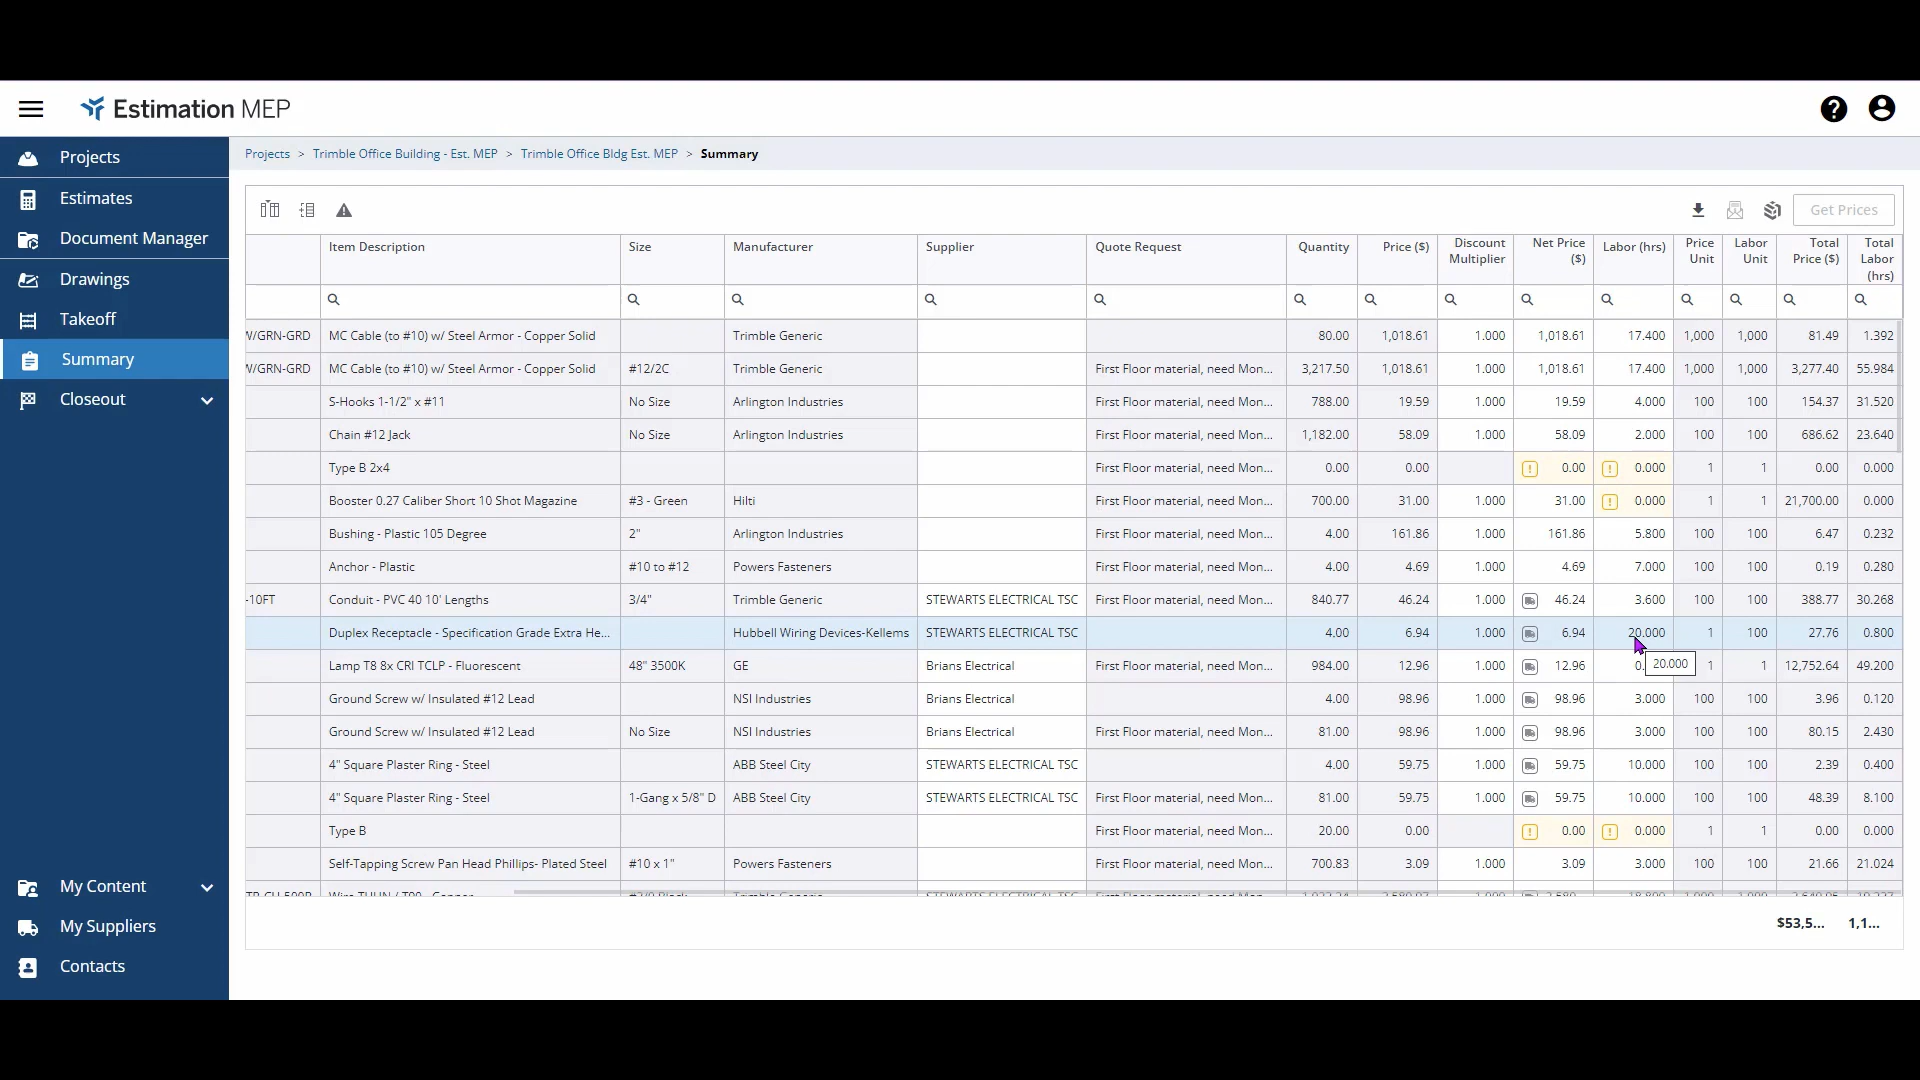 Estimation MEP
Projects
Estimates
Document Manager
Drawings
Takeoff
Summary
Closeout
My Content
My Suppliers
Contacts
Projects > Trimble Office Building - Est. MEP > Trimble Office Bldg Est. MEP > Summary
Get Prices
Item Description Size Manufacturer Supplier Quote Request Quantity Price ($) Discount Multiplier Net Price ($) Labor (hrs) Price Unit Labor Unit Total Price ($) Total Labor (hrs)
W/GRN-GRD MC Cable (to #10) w/ Steel Armor - Copper Solid Trimble Generic 80.00 1,018.61 1.000 1,018.61 17.400 1,000 1,000 81.49 1.392
W/GRN-GRD MC Cable (to #10) w/ Steel Armor - Copper Solid #12/2C Trimble Generic First Floor material, need Mon... 3,217.50 1,018.61 1.000 1,018.61 17.400 1,000 1,000 3,277.40 55.984
S-Hooks 1-1/2" x #11 No Size Arlington Industries First Floor material, need Mon... 788.00 19.59 1.000 19.59 4.000 100 100 154.37 31.520
Chain #12 Jack No Size Arlington Industries First Floor material, need Mon... 1,182.00 58.09 1.000 58.09 2.000 100 100 686.62 23.640
Type B 2x4 First Floor material, need Mon... 0.00 0.00 0.00 0.000 1 1 0.00 0.000
Booster 0.27 Caliber Short 10 Shot Magazine #3 - Green Hilti First Floor material, need Mon... 700.00 31.00 1.000 31.00 0.000 1 1 21,700.00 0.000
Bushing - Plastic 105 Degree 2" Arlington Industries First Floor material, need Mon... 4.00 161.86 1.000 161.86 5.800 100 100 6.47 0.232
Anchor - Plastic #10 to #12 Powers Fasteners First Floor material, need Mon... 4.00 4.69 1.000 4.69 7.000 100 100 0.19 0.280
-10FT Conduit - PVC 40 10' Lengths 3/4" Trimble Generic STEWARTS ELECTRICAL TSC First Floor material, need Mon... 840.77 46.24 1.000 46.24 3.600 100 100 388.77 30.268
Duplex Receptacle - Specification Grade Extra He... Hubbell Wiring Devices-Kellems STEWARTS ELECTRICAL TSC 4.00 6.94 1.000 6.94 20.000 1 100 27.76 0.800
Lamp T8 8x CRI TCLP - Fluorescent 48" 3500K GE Brians Electrical First Floor material, need Mon... 984.00 12.96 1.000 12.96 0. 20.000 1 1 12,752.64 49.200
Ground Screw w/ Insulated #12 Lead NSI Industries Brians Electrical 4.00 98.96 1.000 98.96 3.000 100 100 3.96 0.120
Ground Screw w/ Insulated #12 Lead No Size NSI Industries Brians Electrical First Floor material, need Mon... 81.00 98.96 1.000 98.96 3.000 100 100 80.15 2.430
4" Square Plaster Ring - Steel ABB Steel City STEWARTS ELECTRICAL TSC 4.00 59.75 1.000 59.75 10.000 100 100 2.39 0.400
4" Square Plaster Ring - Steel 1-Gang x 5/8" D ABB Steel City STEWARTS ELECTRICAL TSC First Floor material, need Mon... 81.00 59.75 1.000 59.75 10.000 100 100 48.39 8.100
Type B First Floor material, need Mon... 20.00 0.00 0.00 0.000 1 1 0.00 0.000
Self-Tapping Screw Pan Head Phillips- Plated Steel #10 x 1" Powers Fasteners First Floor material, need Mon... 700.83 3.09 1.000 3.09 3.000 100 100 21.66 21.024
$53,5... 1,1...